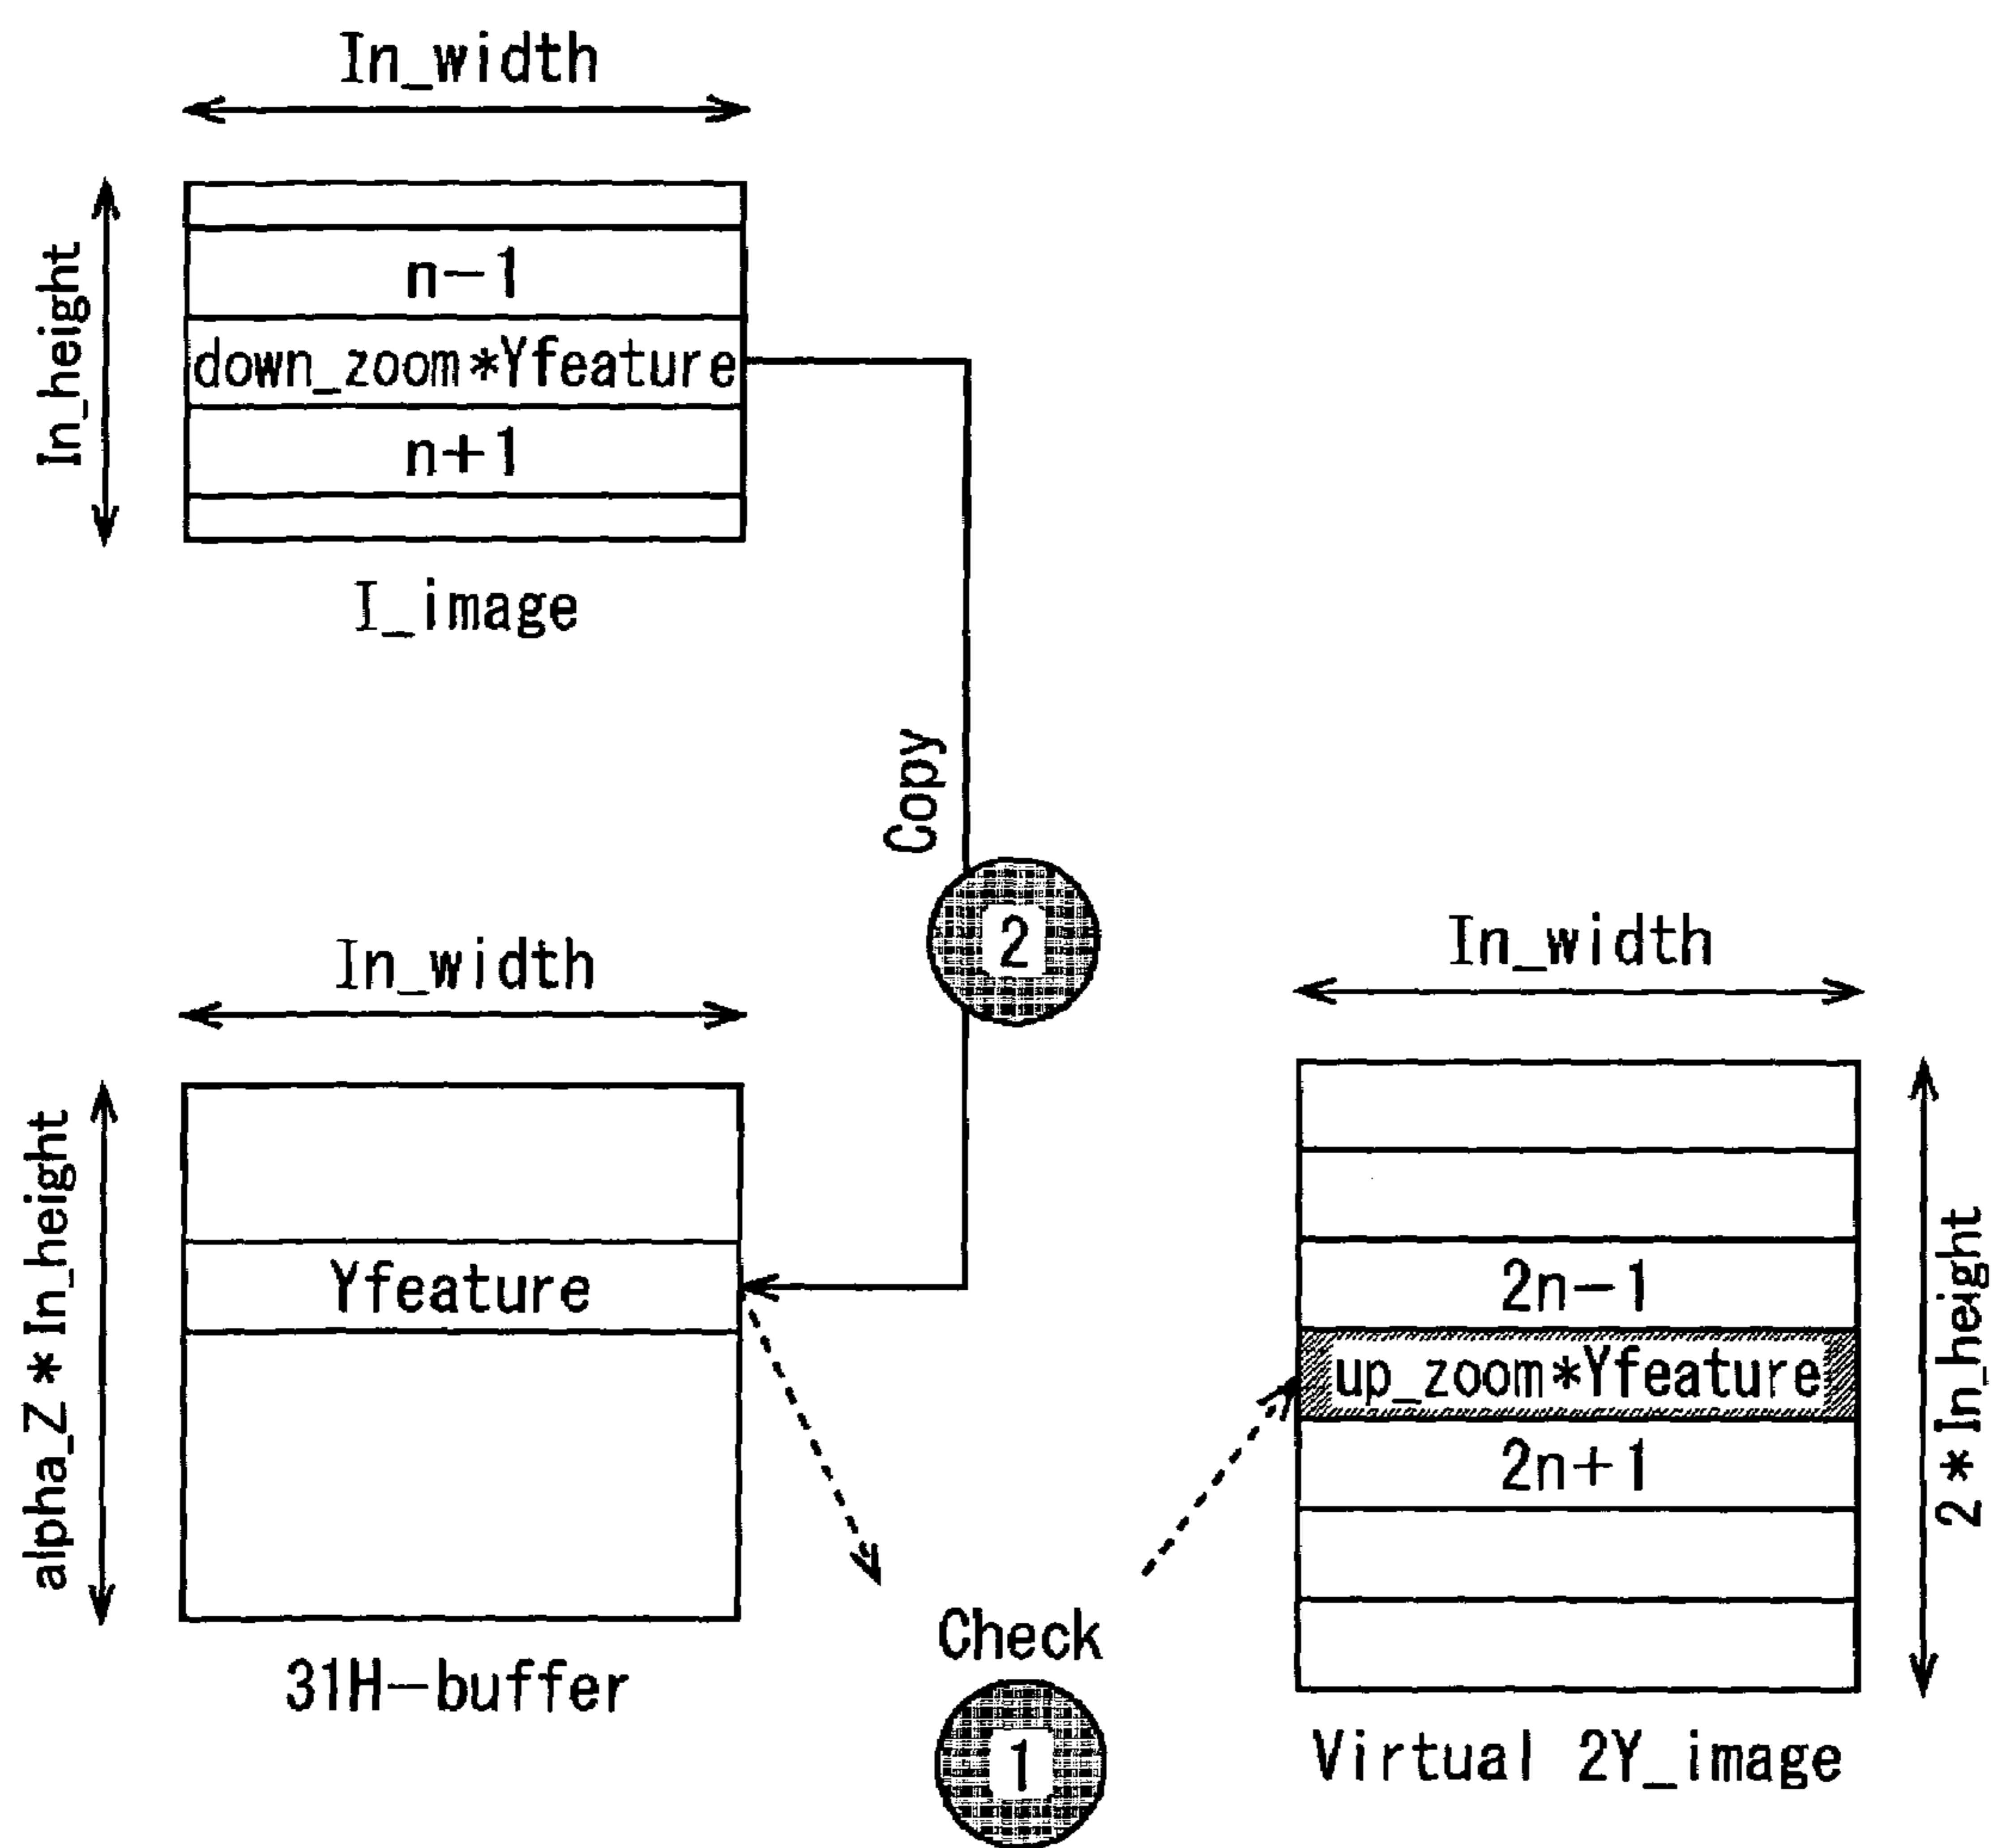 In_width
In_height
n-1
down_zoom*Yfeature
n+1
I_image
Copy
2
In_width
alpha_Z*In_height
Yfeature
31H-buffer
Check
1
In_width
2*In_height
2n-1
up_zoom*Yfeature
2n+1
Virtual 2Y_image